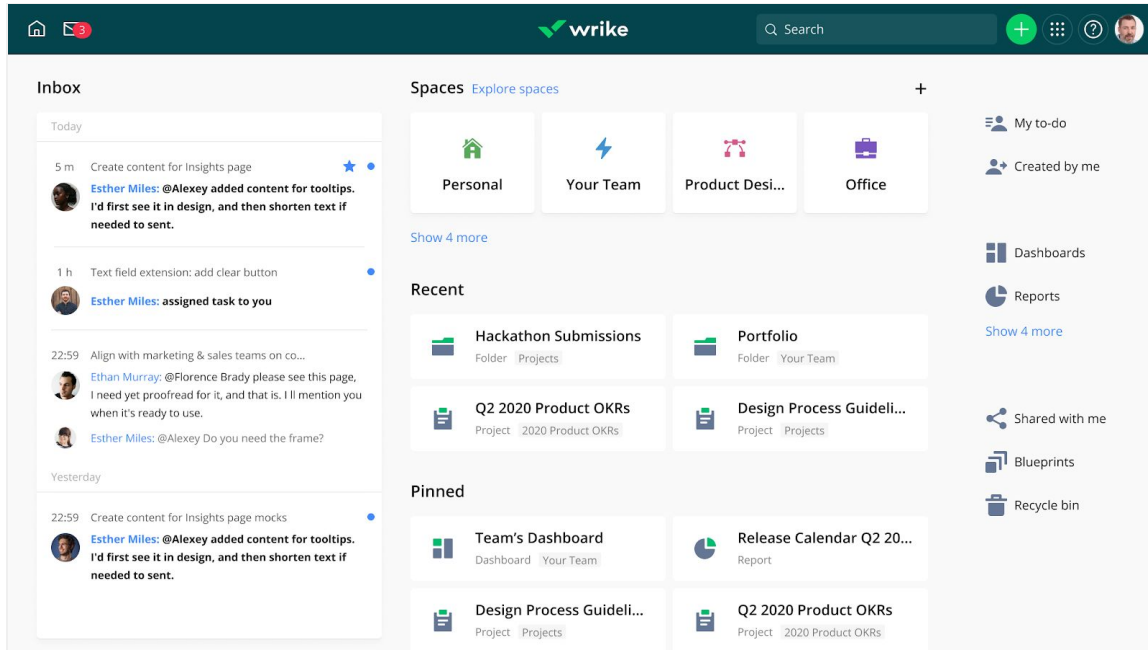 3
wrike
Search
Inbox
Today
5 m Create content for Insights page
Esther Miles: @Alexey added content for tooltips.
I'd first see it in design, and then shorten text if
needed to sent.
1 h Text field extension: add clear button
Esther Miles: assigned task to you
22:59 Align with marketing & sales teams on co...
Ethan Murray: @Florence Brady please see this page,
I need yet proofread for it, and that is. I ll mention you
when it's ready to use.
Esther Miles: @Alexey Do you need the frame?
Yesterday
22:59 Create content for Insights page mocks
Esther Miles: @Alexey added content for tooltips.
I'd first see it in design, and then shorten text if
needed to sent.
Spaces Explore spaces
Personal
Your Team
Product Desi...
Office
Show 4 more
Recent
Hackathon Submissions
Folder Projects
Portfolio
Folder Your Team
Q2 2020 Product OKRs
Project 2020 Product OKRs
Design Process Guideli...
Project Projects
Pinned
Team's Dashboard
Dashboard Your Team
Release Calendar Q2 20...
Report
Design Process Guideli...
Project Projects
Q2 2020 Product OKRs
Project 2020 Product OKRs
My to-do
Created by me
Dashboards
Reports
Show 4 more
Shared with me
Blueprints
Recycle bin